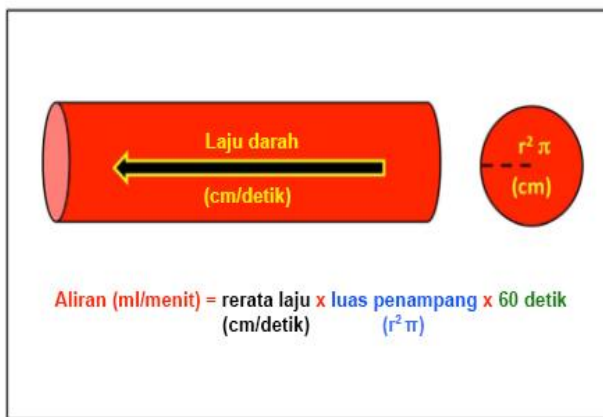 Laju darah
(cm/detik)
r² π
(cm)
Aliran (ml/menit) = rerata laju x luas penampang x 60 detik
(cm/detik) (r² π)